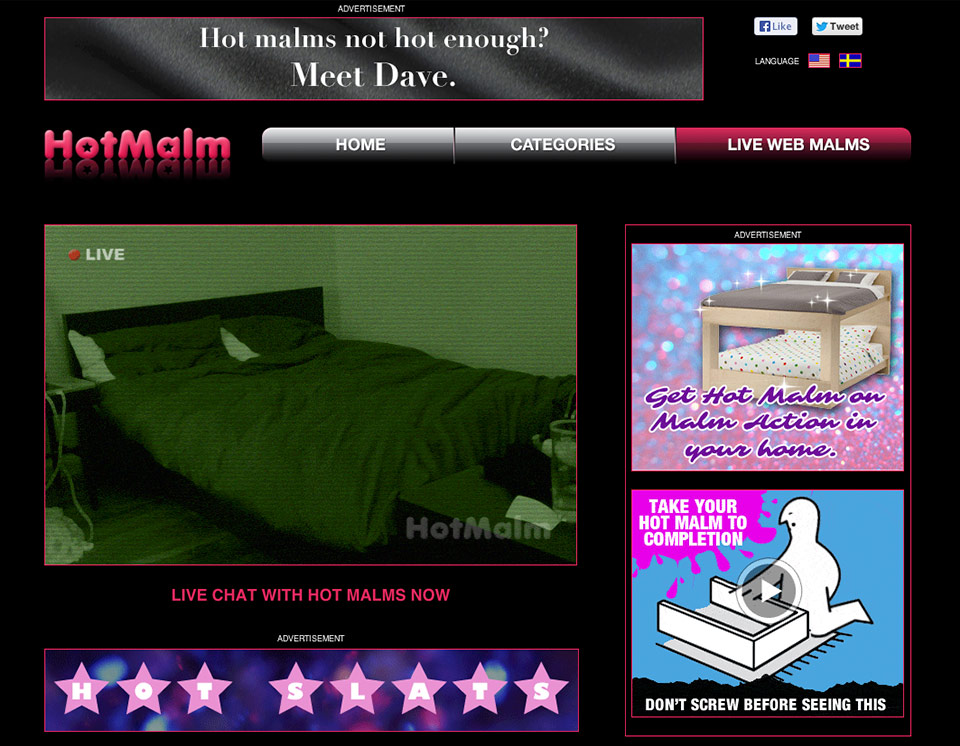 ADVERTISEMENT
Hot malms not hot enough?
Meet Dave.
Like
Tweet
LANGUAGE
HotMalm
HOME
CATEGORIES
LIVE WEB MALMS
LIVE
HotMalm
LIVE CHAT WITH HOT MALMS NOW
ADVERTISEMENT
HOT SLATS
ADVERTISEMENT
Get Hot Malm on
Malm Action in
your home.
TAKE YOUR
HOT MALM TO
COMPLETION
DON'T SCREW BEFORE SEEING THIS